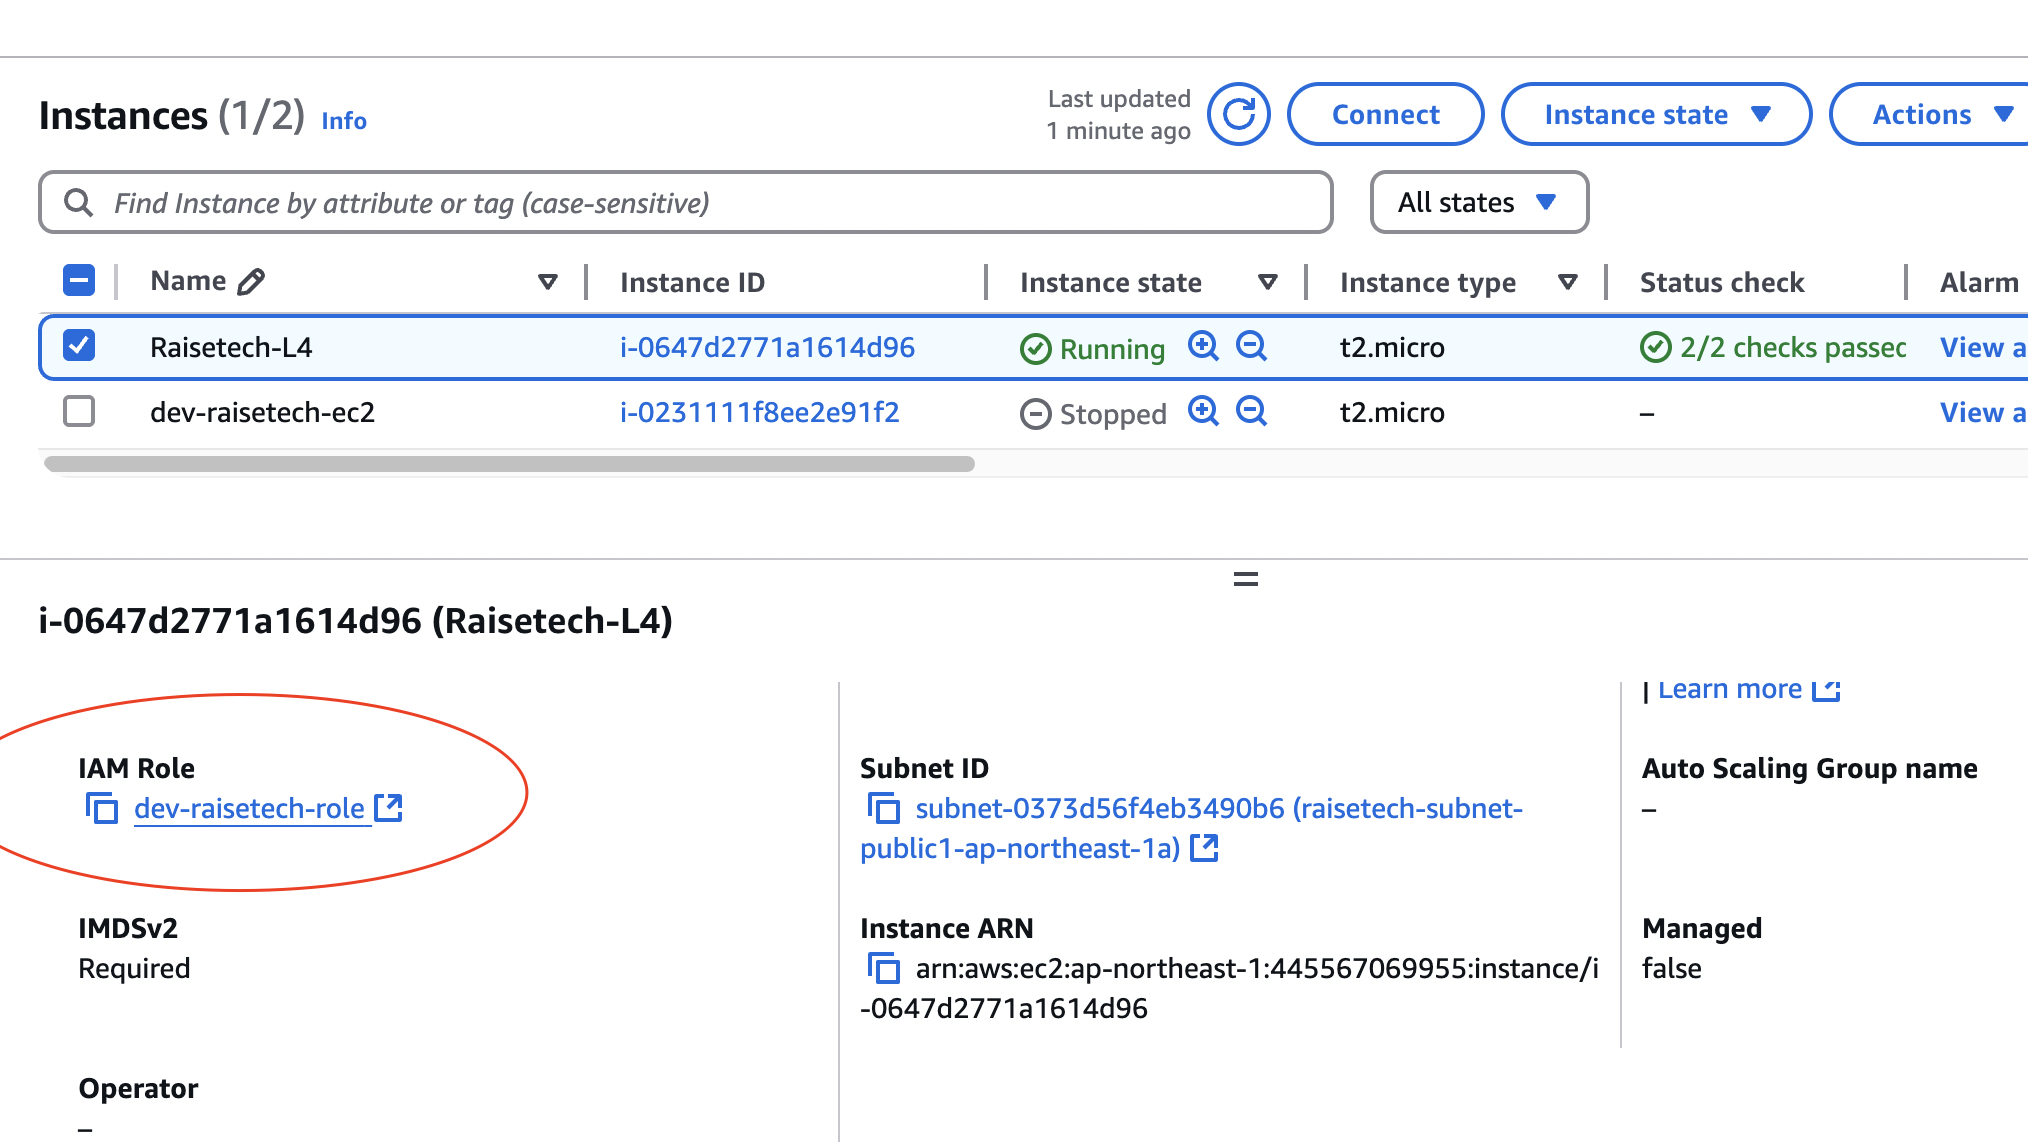 Instances (1/2) Info
Last updated
1 minute ago
Connect
Instance state
Actions
Find Instance by attribute or tag (case-sensitive)
All states
Name Instance ID Instance state Instance type Status check Alarm
Raisetech-L4 i-0647d2771a1614d96 Running t2.micro 2/2 checks passed View a
dev-raisetech-ec2 i-0231111f8ee2e91f2 Stopped t2.micro – View a
i-0647d2771a1614d96 (Raisetech-L4)
| Learn more
IAM Role
dev-raisetech-role
Subnet ID
subnet-0373d56f4eb3490b6 (raisetech-subnet-
public1-ap-northeast-1a)
Auto Scaling Group name
–
IMDSv2
Required
Instance ARN
arn:aws:ec2:ap-northeast-1:445567069955:instance/i
-0647d2771a1614d96
Managed
false
Operator
–